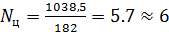 Nц = 1038,5/182 = 5.7 ≈ 6